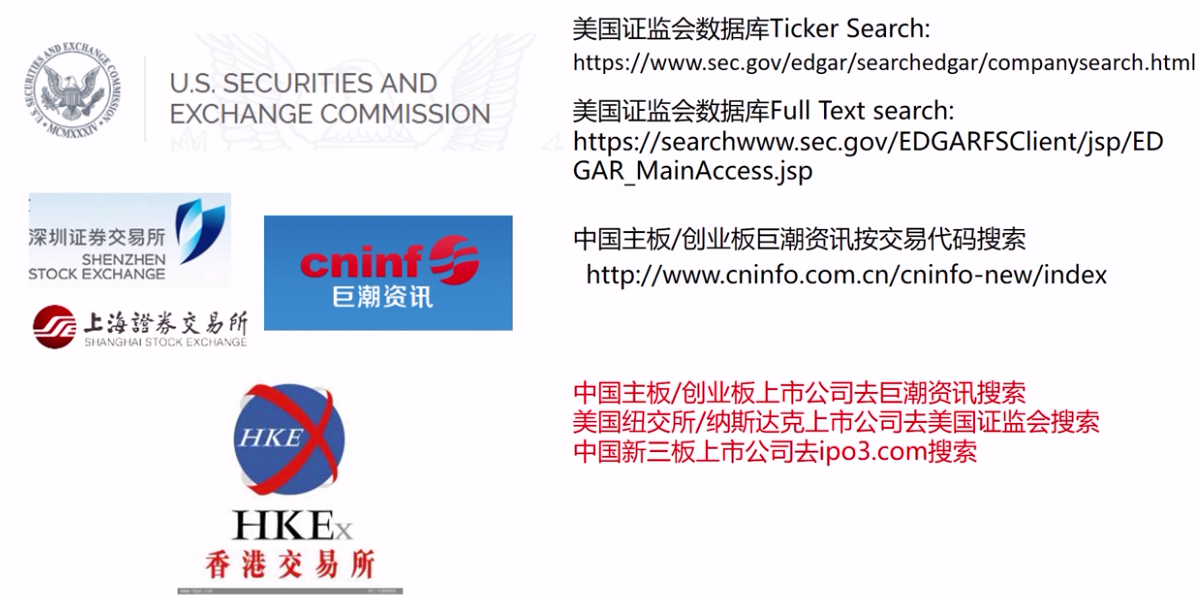 U.S. SECURITIES AND EXCHANGE COMMISSION
MCMXXXIV
U.S. SECURITIES AND
EXCHANGE COMMISSION
深圳证券交易所
SHENZHEN
STOCK EXCHANGE
cninf
巨潮资讯
上海證券交易所
SHANGHAI STOCK EXCHANGE
HKE
HKEx
香港交易所
美国证监会数据库Ticker Search:
https://www.sec.gov/edgar/searchedgar/companysearch.html
美国证监会数据库Full Text search:
https://searchwww.sec.gov/EDGARFSClient/jsp/ED
GAR_MainAccess.jsp
中国主板/创业板巨潮资讯按交易代码搜索
http://www.cninfo.com.cn/cninfo-new/index
中国主板/创业板上市公司去巨潮资讯搜索
美国纽交所/纳斯达克上市公司去美国证监会搜索
中国新三板上市公司去ipo3.com搜索